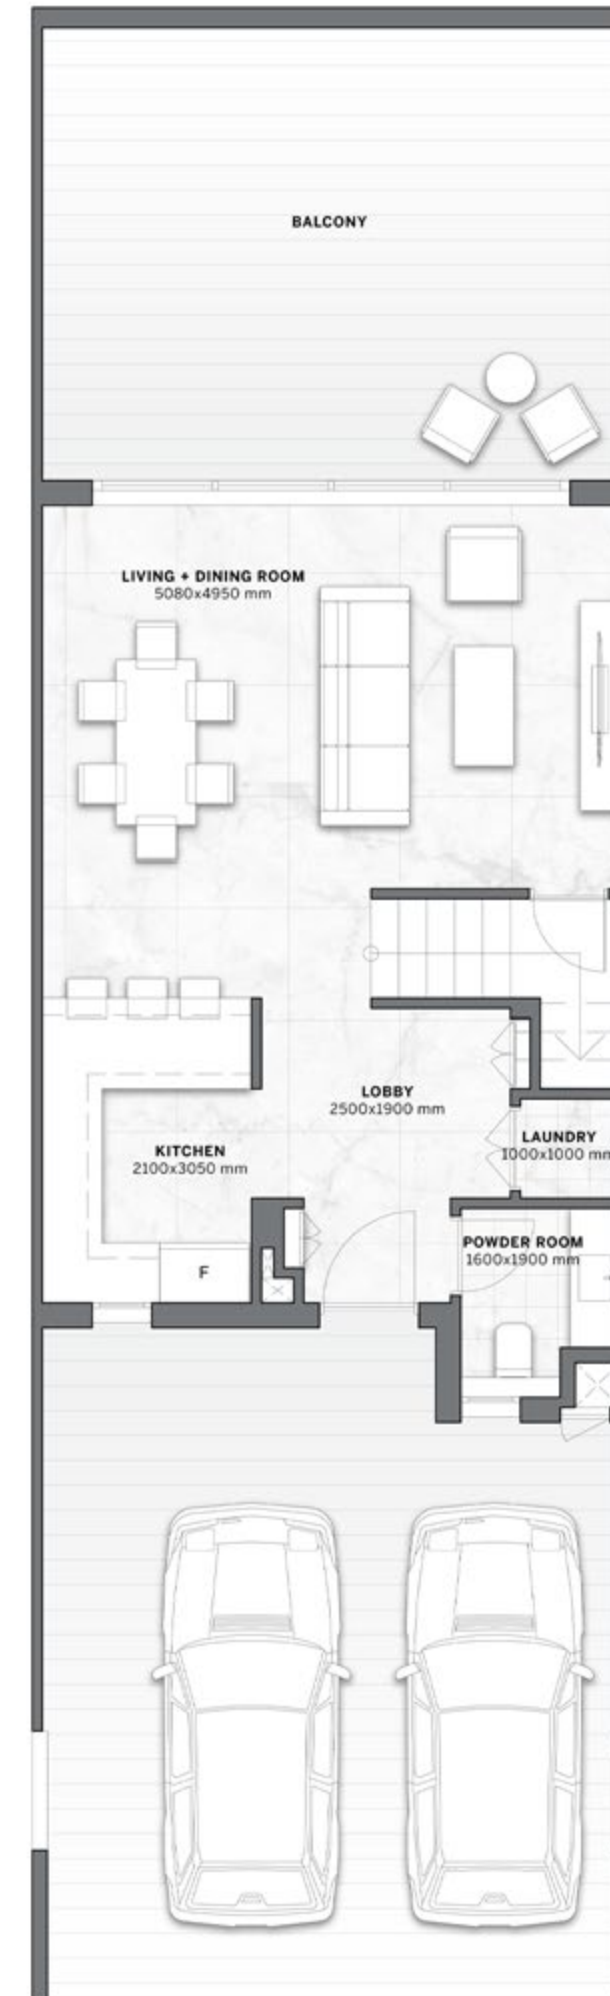 BALCONY
LIVING + DINING ROOM
5080x4950 mm
LOBBY
2500x1900 mm
KITCHEN
2100x3050 mm
LAUNDRY
1000x1000 mm
POWDER ROOM
1600x1900 mm
F